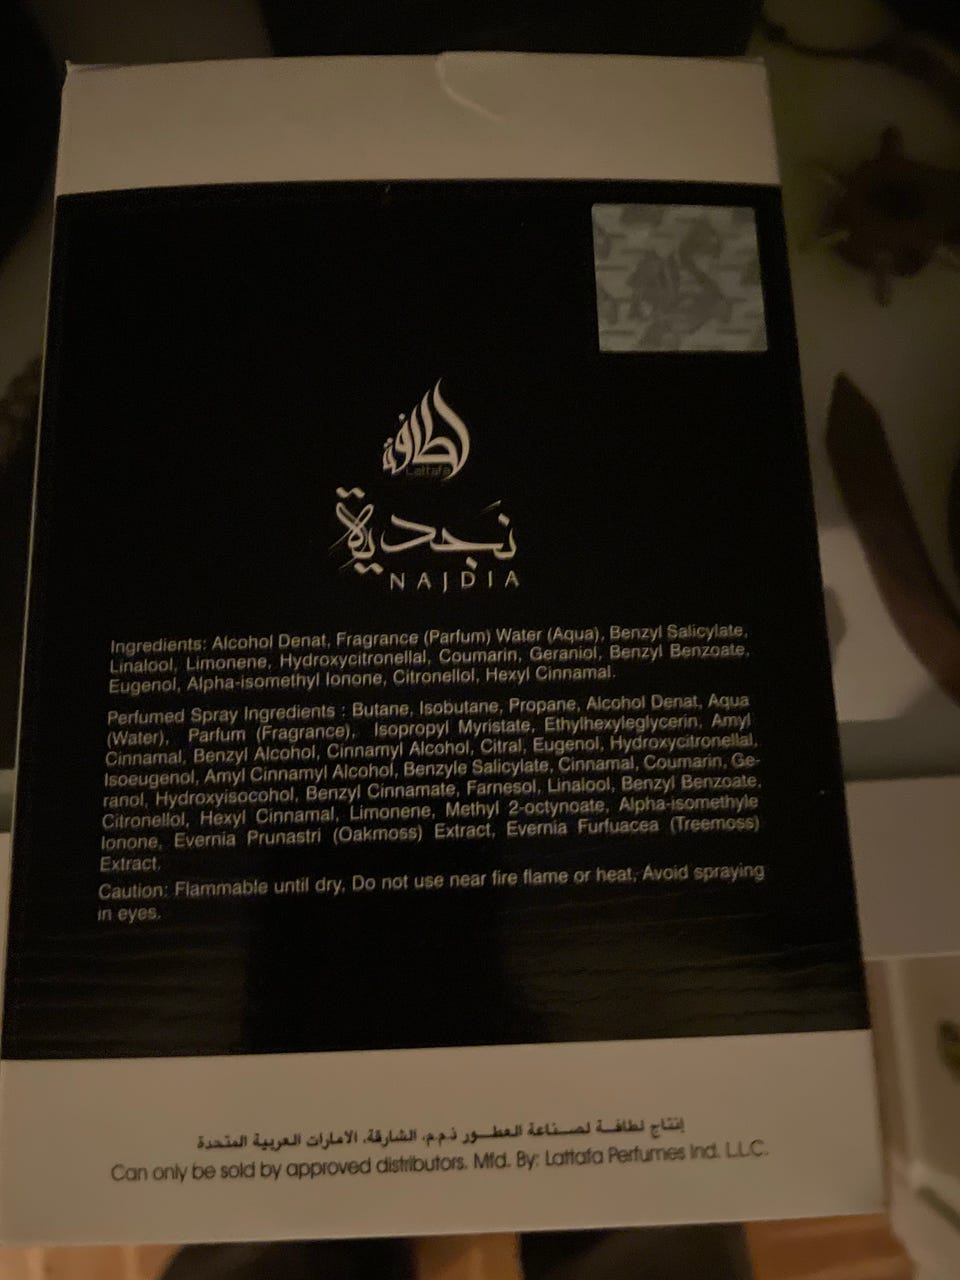 لطافة
Lattafa
نَجدية
NAJDIA
Ingredients: Alcohol Denat, Fragrance (Parfum) Water (Aqua), Benzyl Salicylate,
Linalool, Limonene, Hydroxycitronellal, Coumarin, Geraniol, Benzyl Benzoate,
Eugenol, Alpha-isomethyl Ionone, Citronellol, Hexyl Cinnamal.
Perfumed Spray Ingredients : Butane, Isobutane, Propane, Alcohol Denat, Aqua
(Water), Parfum (Fragrance), Isopropyl Myristate, Ethylhexyleglycerin, Amyl
Cinnamal, Benzyl Alcohol, Cinnamyl Alcohol, Citral, Eugenol, Hydroxycitronellal,
Isoeugenol, Amyl Cinnamyl Alcohol, Benzyle Salicylate, Cinnamal, Coumarin, Ge-
ranol, Hydroxyisocohol, Benzyl Cinnamate, Farnesol, Linalool, Benzyl Benzoate,
Citronellol, Hexyl Cinnamal, Limonene, Methyl 2-octynoate, Alpha-isomethyle
Ionone, Evernia Prunastri (Oakmoss) Extract, Evernia Furfuacea (Treemoss)
Extract.
Caution: Flammable until dry, Do not use near fire flame or heat, Avoid spraying
in eyes.
إنتاج لطافة لصناعة العطور ذ.م.م، الشارقة، الامارات العربية المتحدة
Can only be sold by approved distributors. Mfd. By: Lattafa Perfumes Ind. L.L.C.